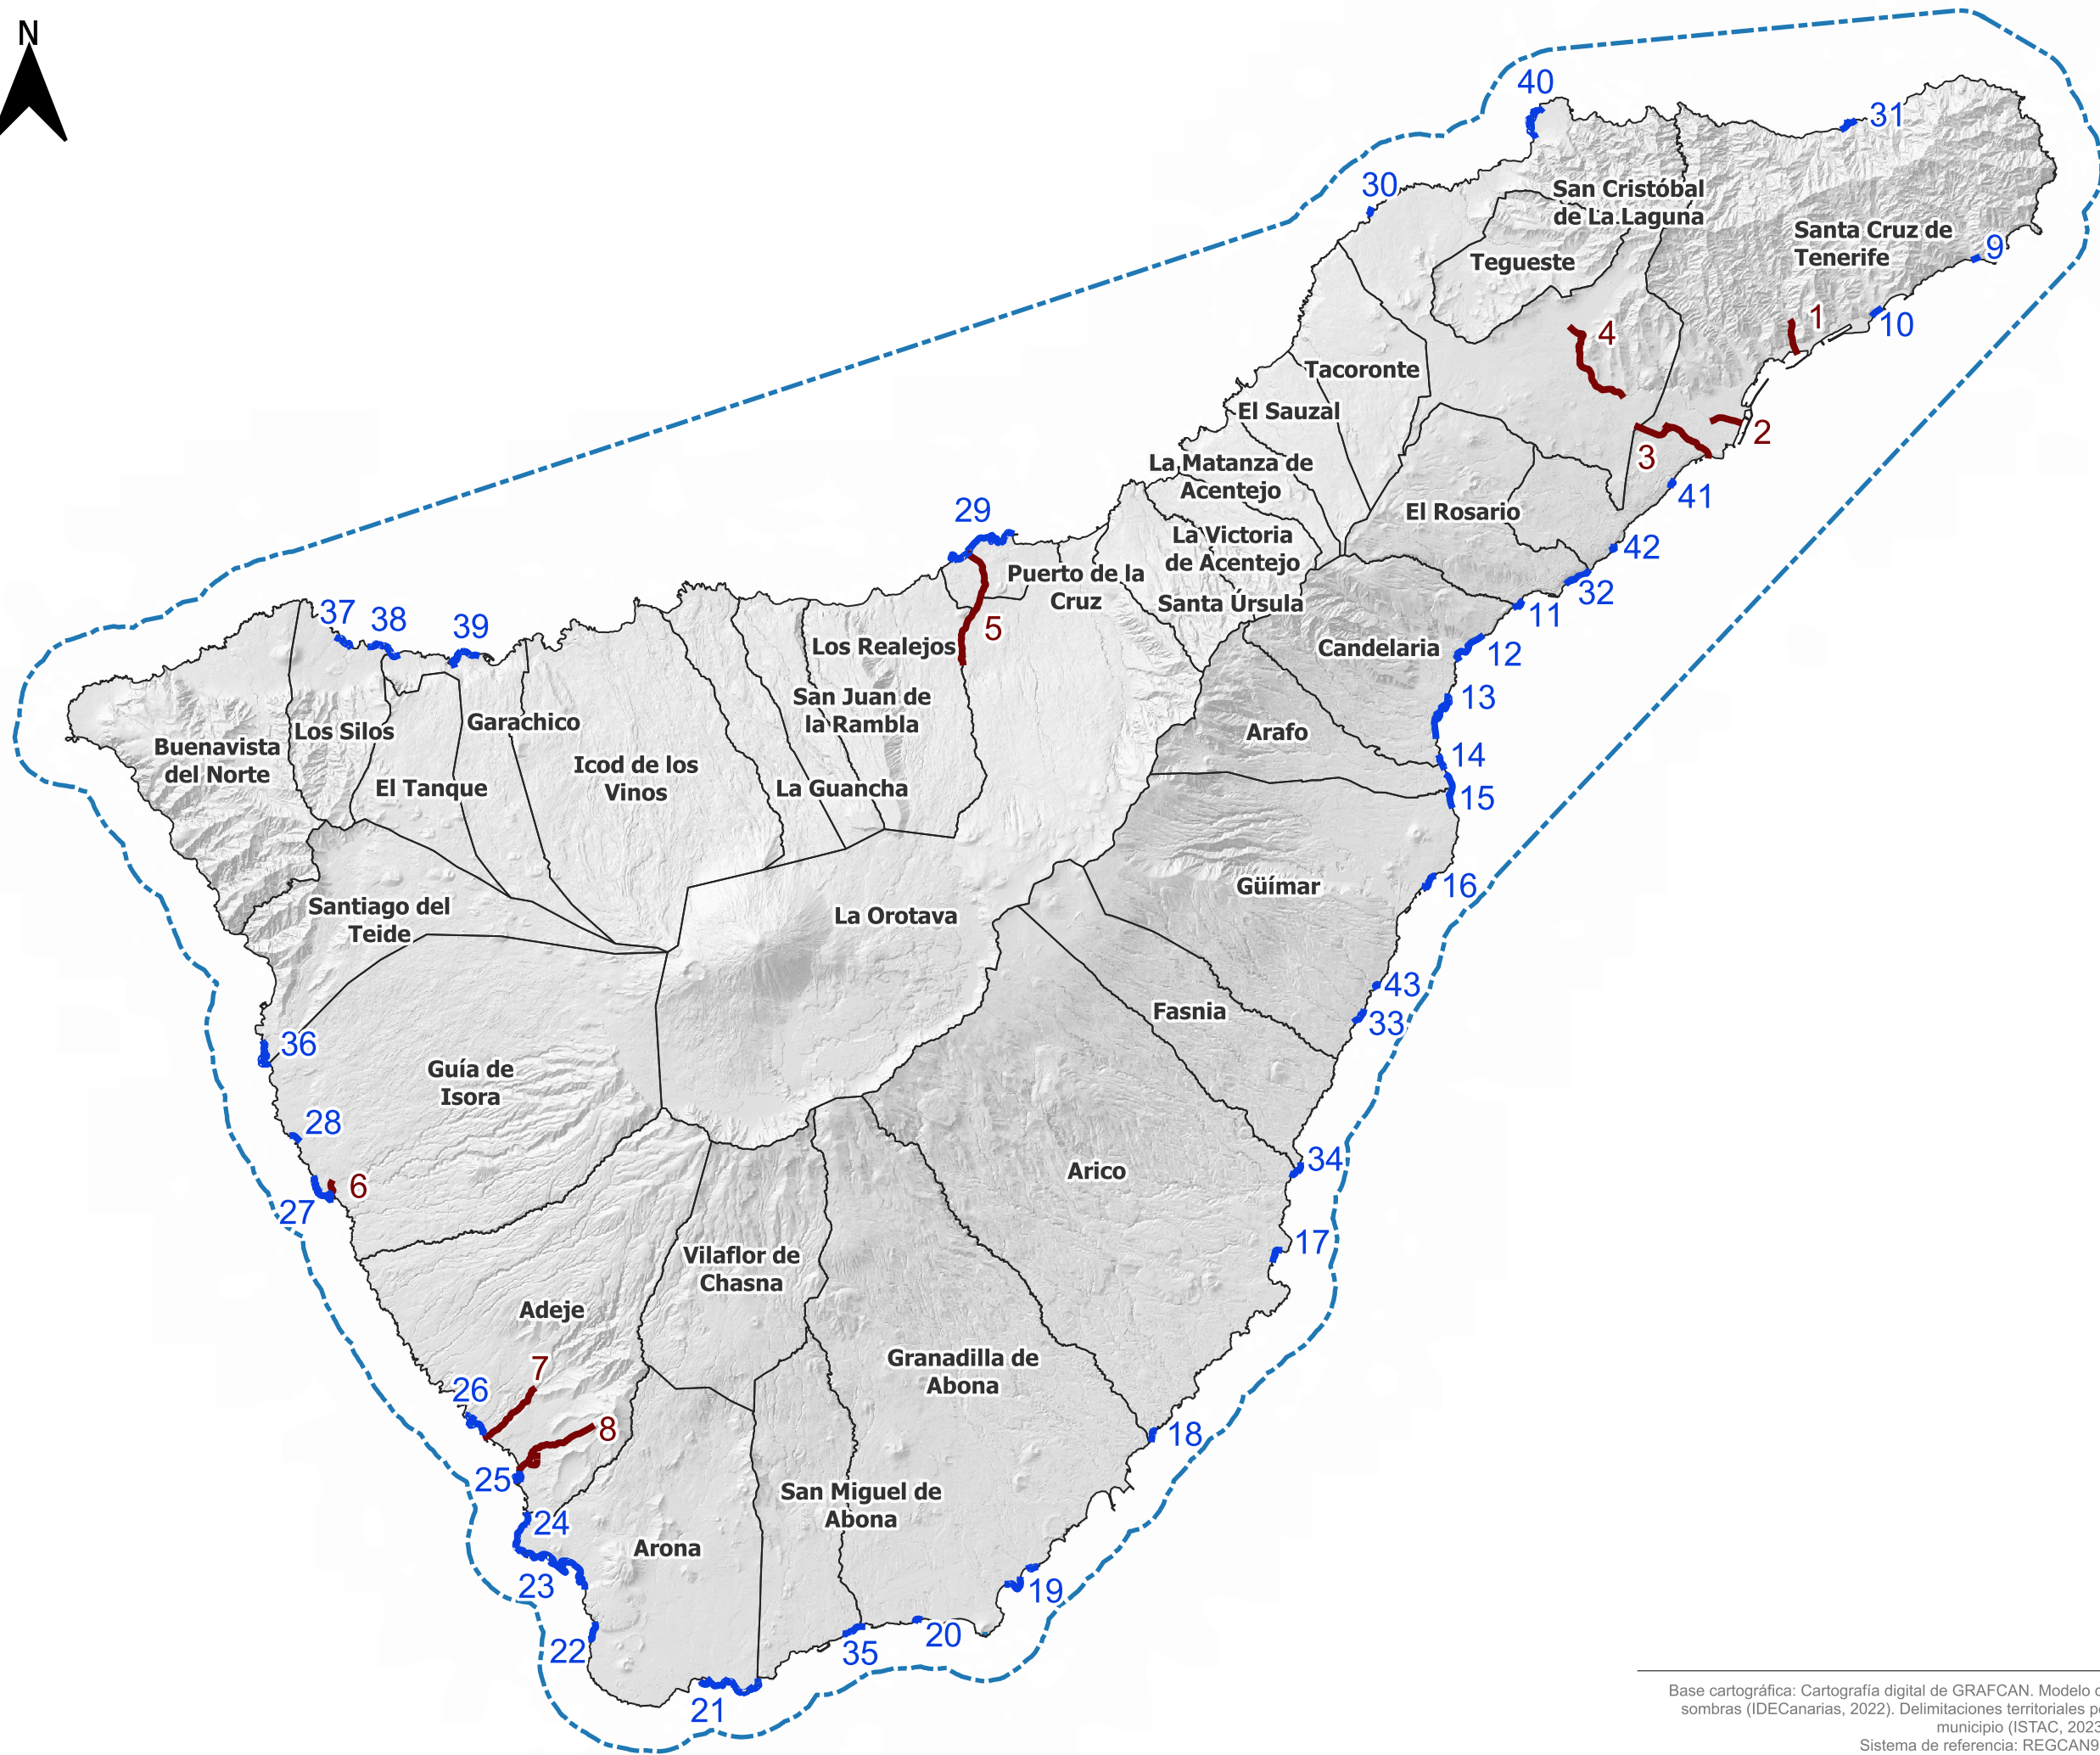 N
40
31
30
San Cristóbal
de La Laguna
Santa Cruz de
Tenerife
9
Tegueste
1
10
4
Tacoronte
El Sauzal
2
3
La Matanza de
Acentejo
41
29
El Rosario
La Victoria
de Acentejo
42
Puerto de la
Cruz
32
Santa Úrsula
11
37
38
39
5
Los Realejos
Candelaria
12
San Juan de
la Rambla
13
Garachico
Los Silos
Arafo
Buenavista
del Norte
14
Icod de los
Vinos
El Tanque
La Guancha
15
Güímar
16
Santiago del
Teide
La Orotava
43
Fasnia
33
36
Guía de
Isora
28
34
Arico
6
27
17
Vilaflor de
Chasna
Adeje
7
Granadilla de
Abona
26
8
18
25
San Miguel de
Abona
24
Arona
23
19
20
22
35
21
Base cartográfica: Cartografía digital de GRAFCAN. Modelo
sombras (IDECanarias, 2022). Delimitaciones territoriales
municipio (ISTAC, 2023
Sistema de referencia: REGCAN9